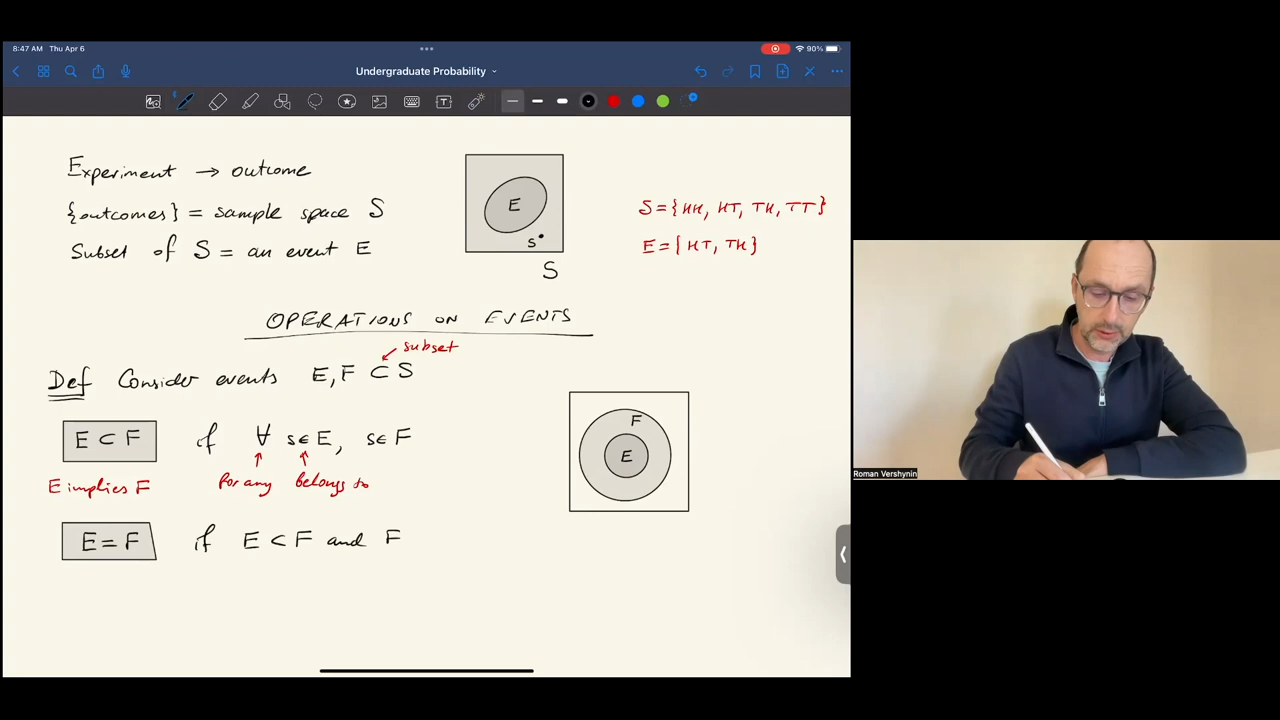 8:47 AM Thu Apr 6
90%
Undergraduate Probability
Experiment → outcome
{outcomes} = sample space S
Subset of S = an event E
E
s
S
S = {HH, HT, TH, TT}
E = {HT, TH}
OPERATIONS ON EVENTS
subset
Def Consider events E, F ⊂ S
E ⊂ F if ∀ s ∈ E, s ∈ F
E implies F for any belongs to
F
E
E = F if E ⊂ F and F
Roman Vershynin